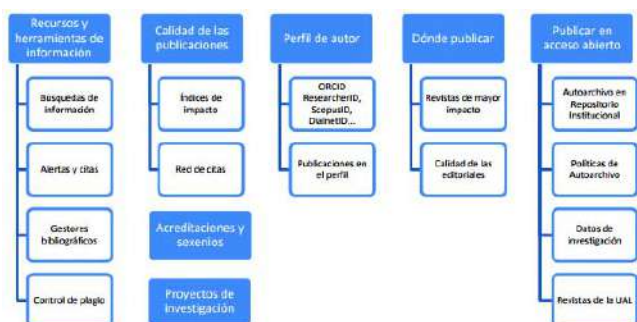 Recursos y
herramientas de
información
Búsquedas de
información
Alertas y citas
Gestores
bibliográficos
Control de plagio
Calidad de las
publicaciones
Índices de
impacto
Red de citas
Acreditaciones y
sexenios
Proyectos de
investigación
Perfil de autor
ORCID
ResearcherID,
ScopusID,
DialnetID...
Publicaciones en
el perfil
Dónde publicar
Revistas de mayor
impacto
Calidad de las
editoriales
Publicar en
acceso abierto
Autoarchivo en
Repositorio
Institucional
Políticas de
Autoarchivo
Datos de
investigación
Revistas de la UAL